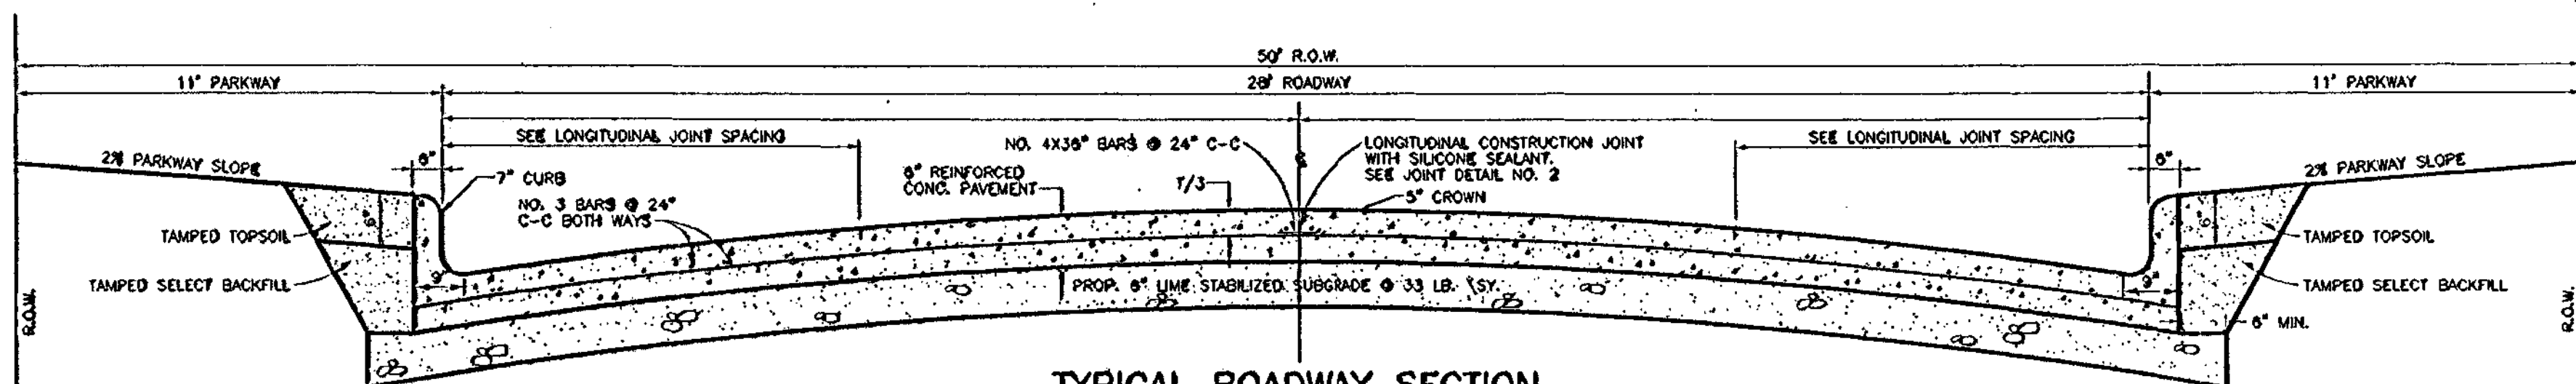 50' R.O.W.
11' PARKWAY
28' ROADWAY
11' PARKWAY
SEE LONGITUDINAL JOINT SPACING
NO. 4X36" BARS @ 24" C-C
LONGITUDINAL CONSTRUCTION JOINT
WITH SILICONE SEALANT.
SEE JOINT DETAIL NO. 2
SEE LONGITUDINAL JOINT SPACING
2% PARKWAY SLOPE
6"
7" CURB
6" REINFORCED
CONC. PAVEMENT
T/3
5" CROWN
6"
2% PARKWAY SLOPE
NO. 3 BARS @ 24"
C-C BOTH WAYS
TAMPED TOPSOIL
6"
6"
TAMPED TOPSOIL
TAMPED SELECT BACKFILL
9"
PROP. 6" LIME STABILIZED SUBGRADE @ 33 LB. \SY.
9"
TAMPED SELECT BACKFILL
R.O.W.
6" MIN.
R.O.W.
TYPICAL ROADWAY SECTION